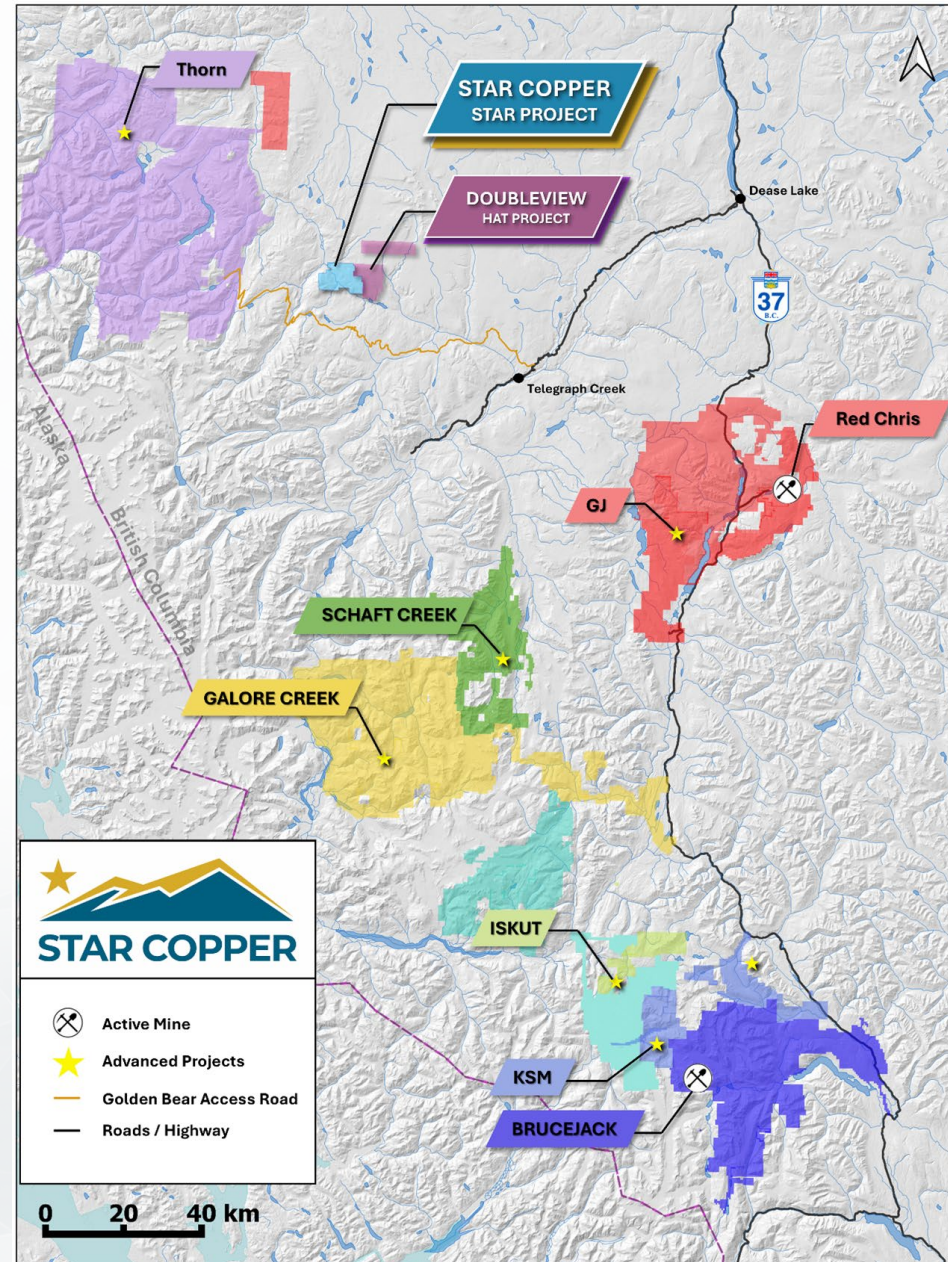 Thorn
STAR COPPER
STAR PROJECT
DOUBLEVIEW
HAT PROJECT
Dease Lake
37
B.C.
Telegraph Creek
Red Chris
GJ
Alaska
British Columbia
SCHAFT CREEK
GALORE CREEK
STAR COPPER
ISKUT
Active Mine
Advanced Projects
KSM
Golden Bear Access Road
BRUCEJACK
Roads / Highway
0 20 40 km